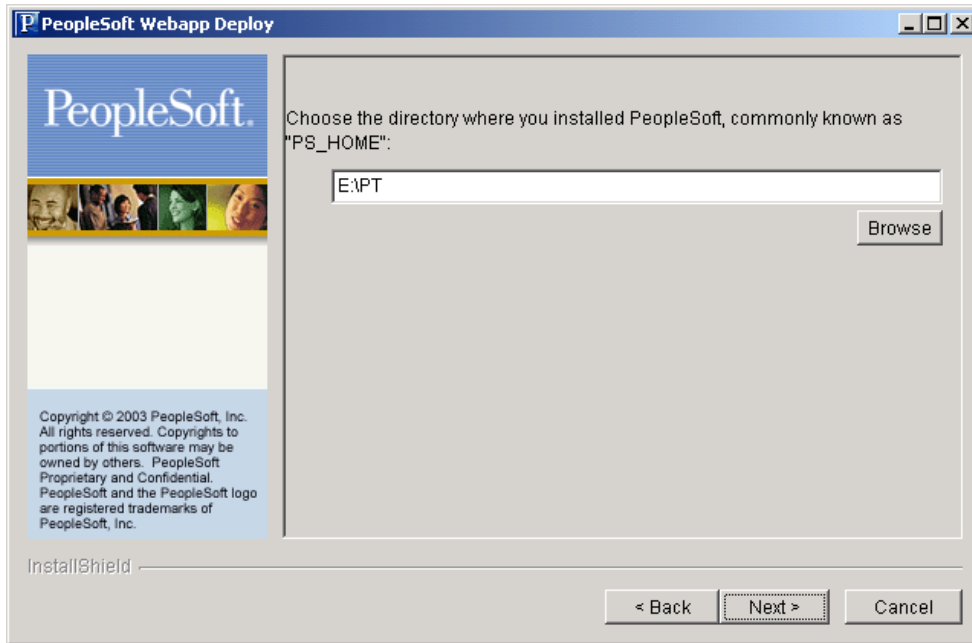 PeopleSoft Webapp Deploy
PeopleSoft.
Choose the directory where you installed PeopleSoft, commonly known as
"PS_HOME":
E:\PT
Browse
Copyright © 2003 PeopleSoft, Inc.
All rights reserved. Copyrights to
portions of this software may be
owned by others. PeopleSoft
Proprietary and Confidential.
PeopleSoft and the PeopleSoft logo
are registered trademarks of
PeopleSoft, Inc.
InstallShield
< Back
Next >
Cancel